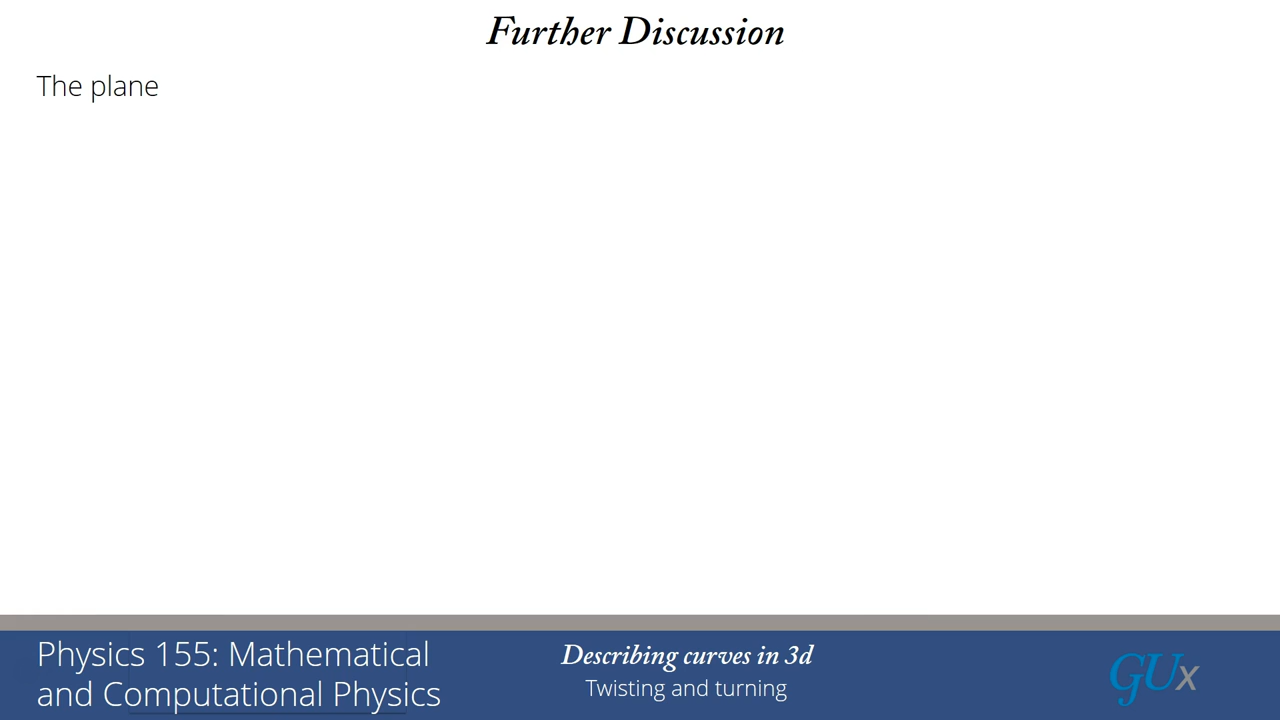 Further Discussion
The plane
Physics 155: Mathematical
and Computational Physics
Describing curves in 3d
Twisting and turning
GUx